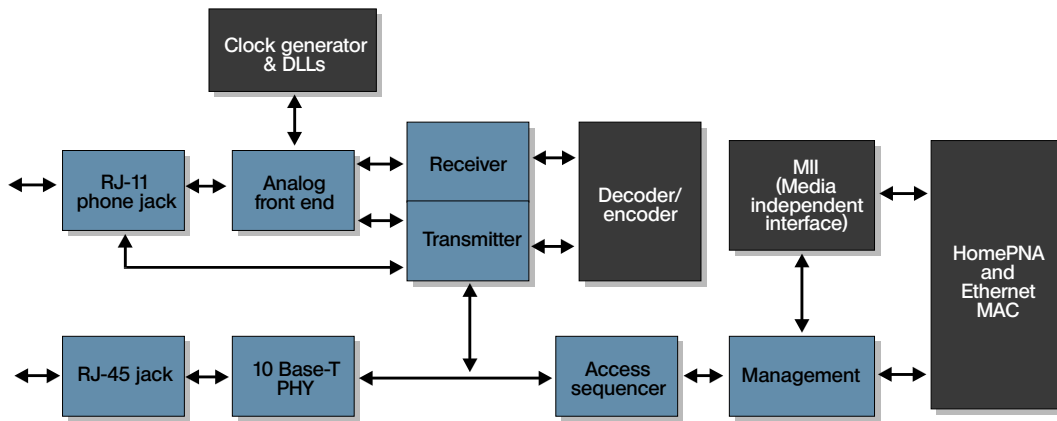 Clock generator
& DLLs
RJ-11
phone jack
Analog
front end
Receiver
Transmitter
Decoder/
encoder
MII
(Media
independent
interface)
HomePNA
and
Ethernet
MAC
RJ-45 jack
10 Base-T
PHY
Access
sequencer
Management